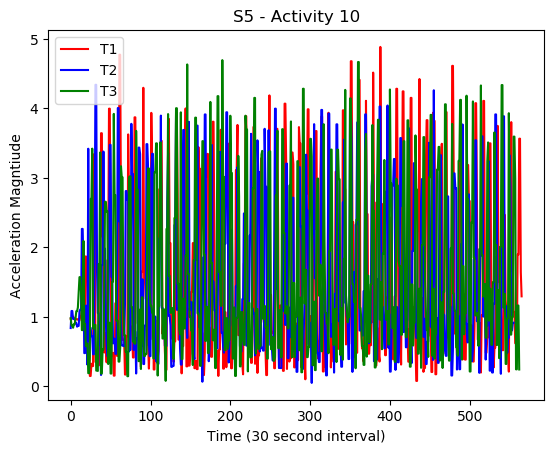 S5 - Activity 10
T1
T2
T3
Acceleration Magntiude
5
4
3
2
1
0
0 100 200 300 400 500
Time (30 second interval)